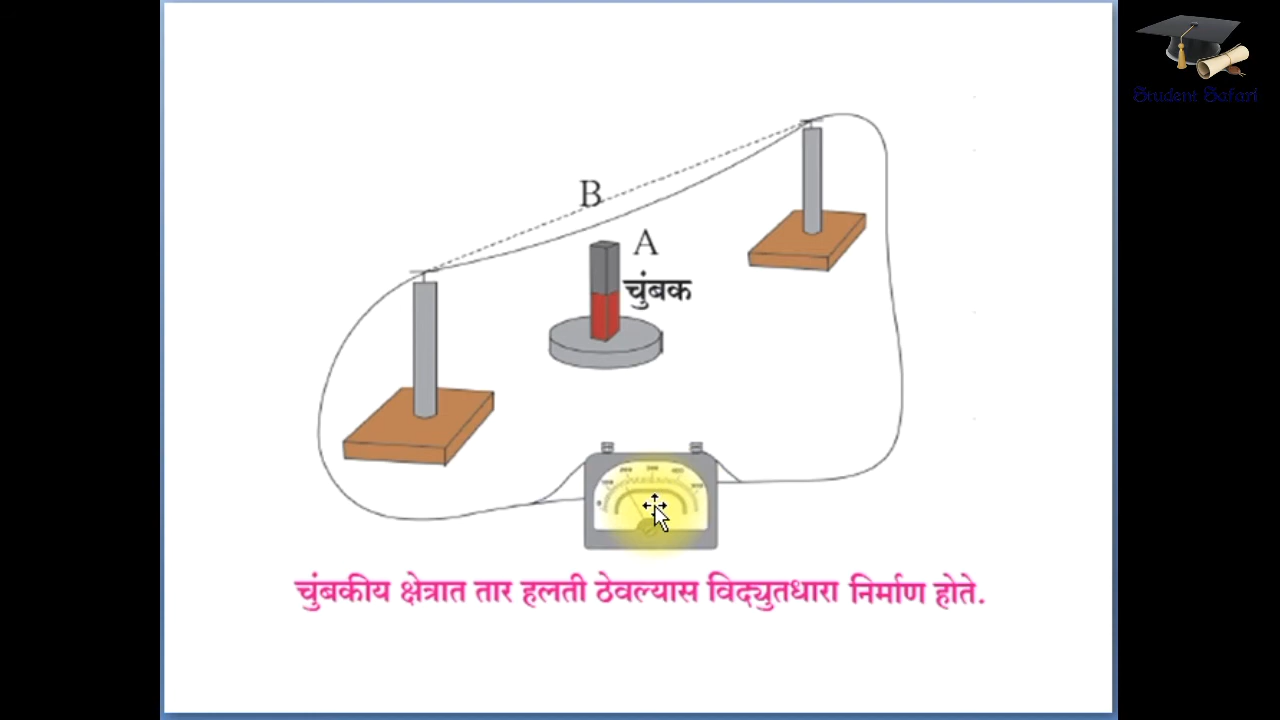 Student Safari
B
A
चुंबक
चुंबकीय क्षेत्रात तार हलती ठेवल्यास विद्युतधारा निर्माण होते.